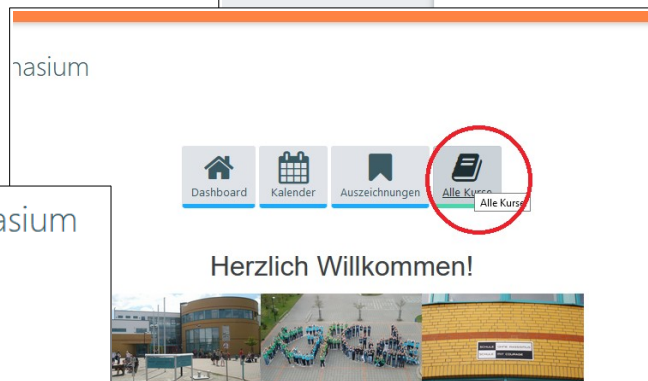 nasium
Dashboard
Kalender
Auszeichnungen
Alle Kurse
Alle Kurse
asium
Herzlich Willkommen!